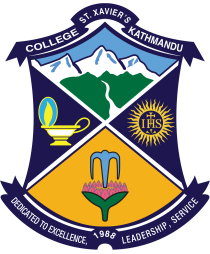 ST. XAVIER'S
COLLEGE KATHMANDU
IHS
DEDICATED TO EXCELLENCE, 1988 LEADERSHIP, SERVICE